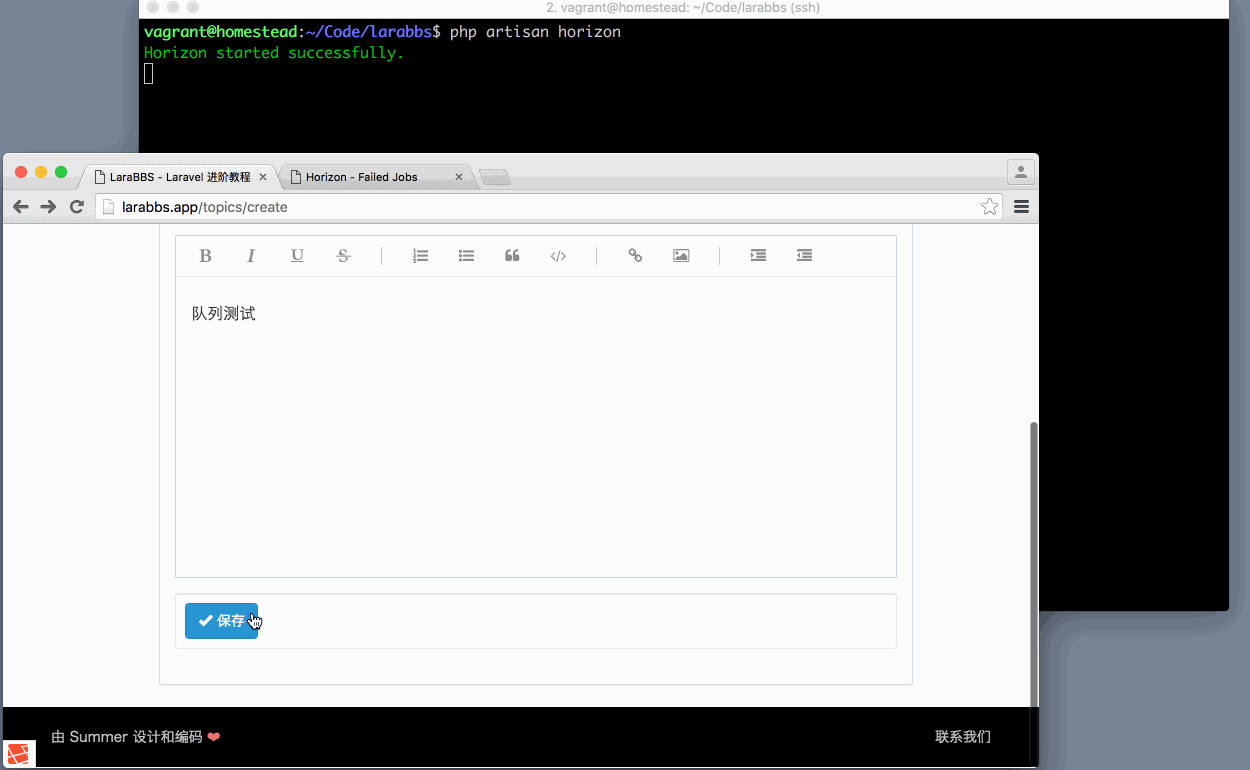 2. vagrant@homestead: ~/Code/larabbs (ssh)
vagrant@homestead:~/Code/larabbs$ php artisan horizon
Horizon started successfully.
LaraBBS - Laravel 进阶教程
Horizon - Failed Jobs
larabbs.app/topics/create
B I U S
队列测试
保存
由 Summer 设计和编码 ❤
联系我们